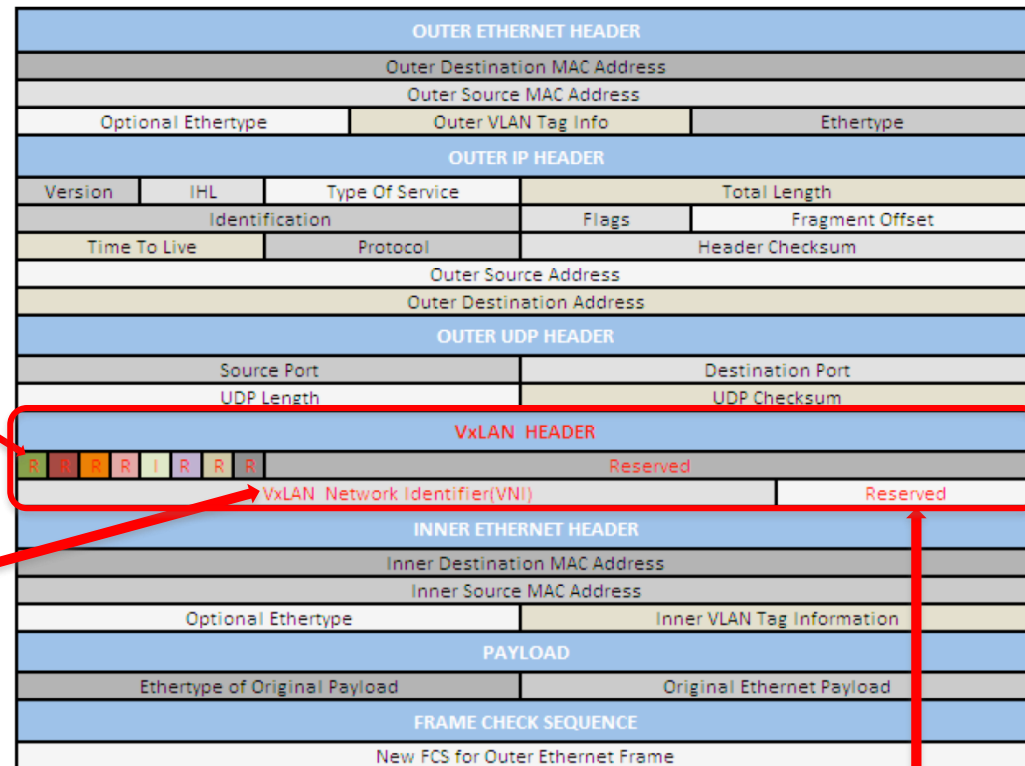 OUTER ETHERNET HEADER
Outer Destination MAC Address
Outer Source MAC Address
Optional Ethertype Outer VLAN Tag Info Ethertype
OUTER IP HEADER
Version IHL Type Of Service Total Length
Identification Flags Fragment Offset
Time To Live Protocol Header Checksum
Outer Source Address
Outer Destination Address
OUTER UDP HEADER
Source Port Destination Port
UDP Length UDP Checksum
VxLAN HEADER
R R R R I R R R Reserved
VxLAN Network Identifier(VNI) Reserved
INNER ETHERNET HEADER
Inner Destination MAC Address
Inner Source MAC Address
Optional Ethertype Inner VLAN Tag Information
PAYLOAD
Ethertype of Original Payload Original Ethernet Payload
FRAME CHECK SEQUENCE
New FCS for Outer Ethernet Frame